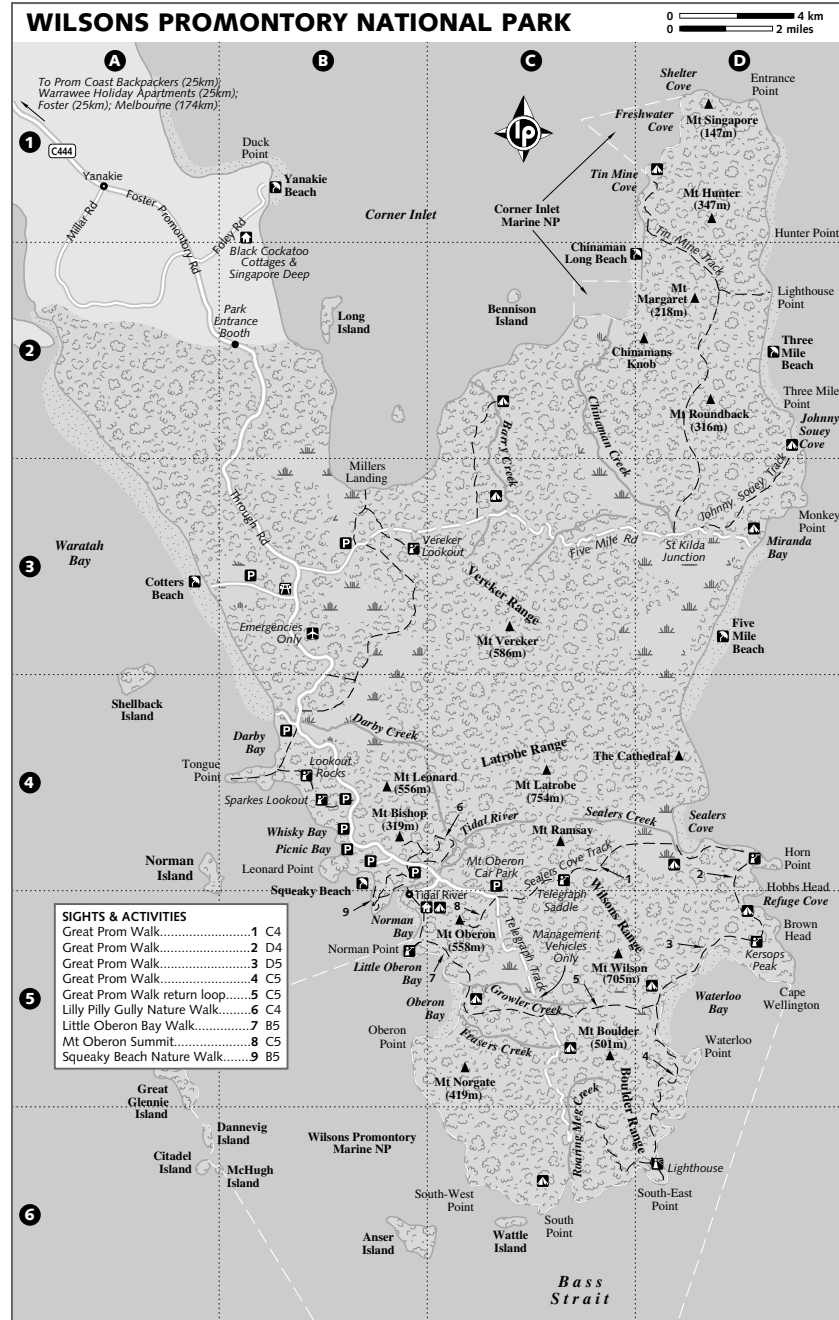 WILSONS PROMONTORY NATIONAL PARK
0 4 km
0 2 miles
A
B
C
D
1
2
3
4
5
6
To Prom Coast Backpackers (25km);
Warrawee Holiday Apartments (25km);
Foster (25km); Melbourne (174km)
C444
Yanakie
Millar Rd
Foster Promontory Rd
Foley Rd
Duck
Point
Yanakie
Beach
Black Cockatoo
Cottages &
Singapore Deep
Park
Entrance
Booth
Corner Inlet
lp
Shelter
Cove
Entrance
Point
Freshwater
Cove
Mt Singapore
(147m)
Tin Mine
Cove
Mt Hunter
(347m)
Corner Inlet
Marine NP
Chinaman
Long Beach
Tin Mine Track
Hunter Point
Long
Island
Bennison
Island
Mt
Margaret
(218m)
Lighthouse
Point
Chinamans
Knob
Three
Mile
Beach
Three Mile
Point
Mt Roundback
(316m)
Johnny
Souey
Cove
Barry Creek
Chinaman Creek
Millers
Landing
Through Rd
Johnny Souey Track
Monkey
Point
Waratah
Bay
Vereker
Lookout
Five Mile Rd
St Kilda
Junction
Miranda
Bay
P
P
Cotters
Beach
Vereker Range
Emergencies
Only
Mt Vereker
(586m)
Five
Mile
Beach
Shellback
Island
Darby
Bay
P
Darby Creek
Latrobe Range
The Cathedral
Tongue
Point
Lookout
Rocks
Mt Leonard
(556m)
Mt Latrobe
(754m)
Sparkes Lookout
P
Mt Bishop
(319m)
6
Tidal River
Sealers Creek
Sealers
Cove
Whisky Bay
P
Picnic Bay
P
Mt Ramsay
Norman
Island
Leonard Point
P
P
Mt Oberon
Car Park
P
Sealers Cove Track
1
2
Horn
Point
Squeaky Beach
Tidal River
Telegraph
Saddle
Wilsons Range
Hobbs Head
Refuge Cove
9
Norman
Bay
8
Mt Oberon
(558m)
Telegraph Track
Management
Vehicles
Only
3
Brown
Head
Norman Point
Kersops
Peak
Little Oberon
Bay
7
5
Mt Wilson
(705m)
Cape
Wellington
Oberon
Bay
Growler Creek
Waterloo
Bay
Oberon
Point
Frasers Creek
Mt Boulder
(501m)
4
Waterloo
Point
Mt Norgate
(419m)
Roaring Meg Creek
Boulder Range
SIGHTS & ACTIVITIES
Great Prom Walk 1 C4
Great Prom Walk 2 D4
Great Prom Walk 3 D5
Great Prom Walk 4 C5
Great Prom Walk return loop 5 C5
Lilly Pilly Gully Nature Walk 6 C4
Little Oberon Bay Walk 7 B5
Mt Oberon Summit 8 C5
Squeaky Beach Nature Walk 9 B5
Great
Glennie
Island
Dannevig
Island
Citadel
Island
McHugh
Island
Wilsons Promontory
Marine NP
Lighthouse
South-West
Point
South-East
Point
South
Point
Anser
Island
Wattle
Island
Bass
Strait